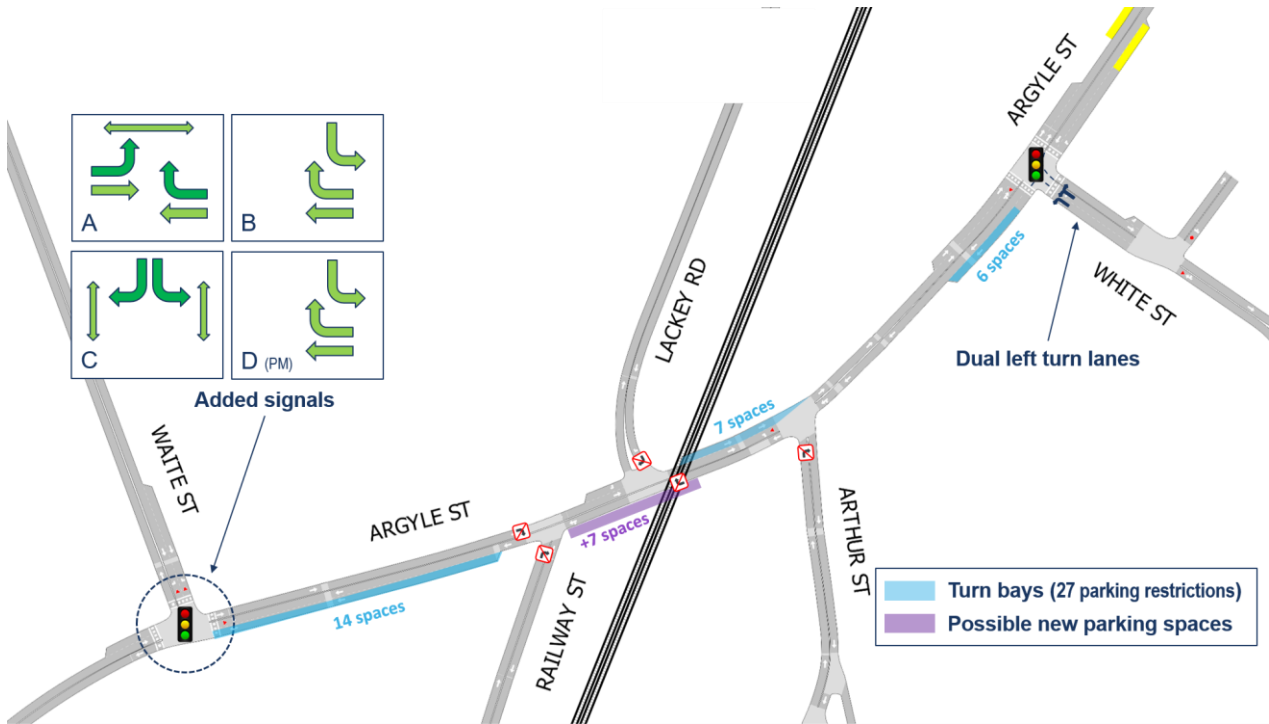 ARGYLE ST
A
B
C
D (PM)
Added signals
WAITE ST
ARGYLE ST
14 spaces
RAILWAY ST
+7 spaces
LACKEY RD
7 spaces
ARTHUR ST
6 spaces
WHITE ST
Dual left turn lanes
Turn bays (27 parking restrictions)
Possible new parking spaces